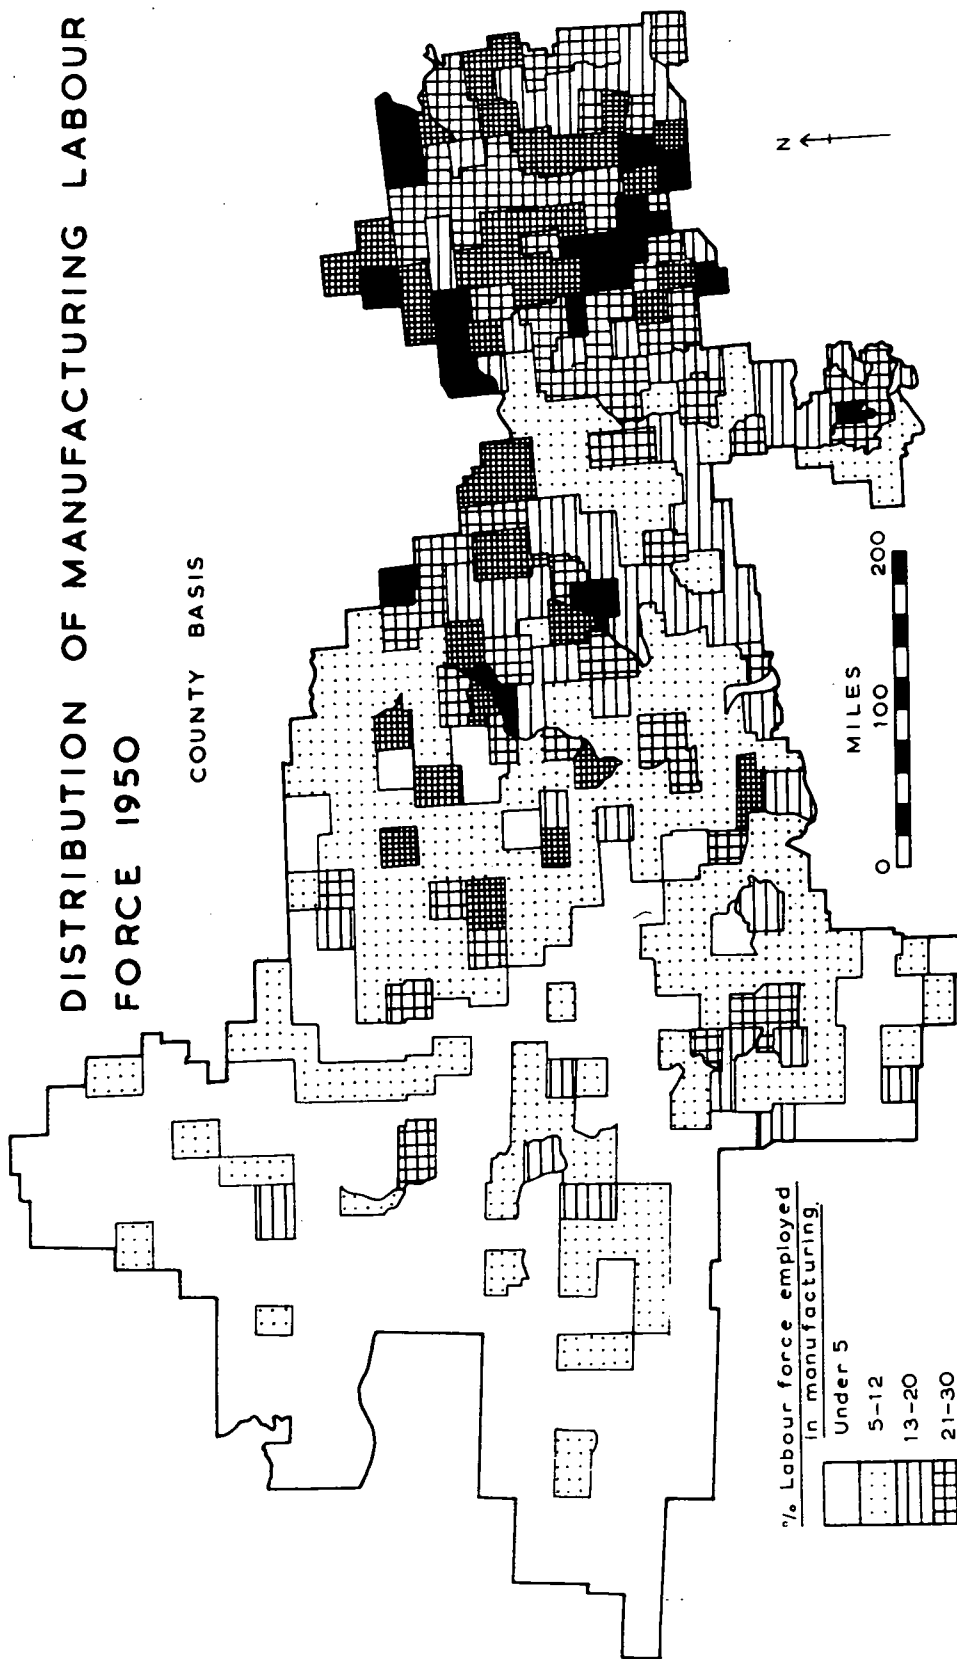 DISTRIBUTION OF MANUFACTURING LABOUR
FORCE 1950
COUNTY BASIS
N
MILES
0 100 200
% Labour force employed
in manufacturing
Under 5
5-12
13-20
21-30